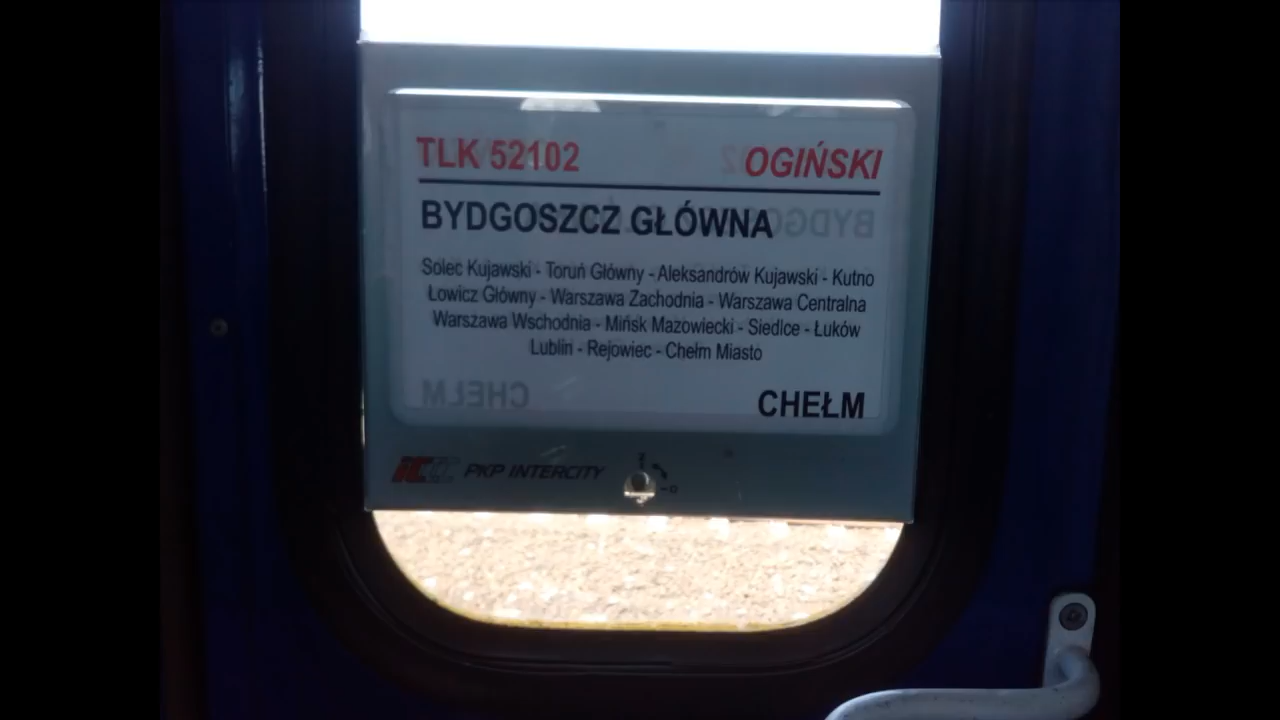 TLK 52102 OGIŃSKI
BYDGOSZCZ GŁÓWNA
Solec Kujawski - Toruń Główny - Aleksandrów Kujawski - Kutno
Łowicz Główny - Warszawa Zachodnia - Warszawa Centralna
Warszawa Wschodnia - Mińsk Mazowiecki - Siedlce - Łuków
Lublin - Rejowiec - Chełm Miasto
CHEŁM
IC PKP INTERCITY